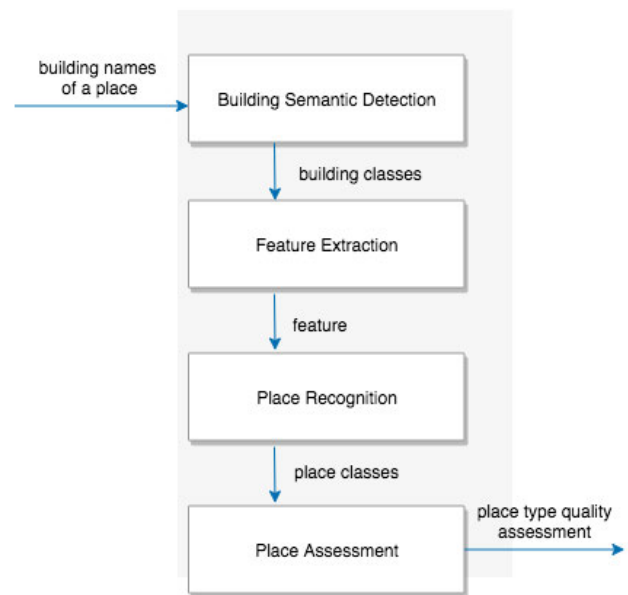 building names
of a place
Building Semantic Detection
building classes
Feature Extraction
feature
Place Recognition
place classes
Place Assessment
place type quality
assessment